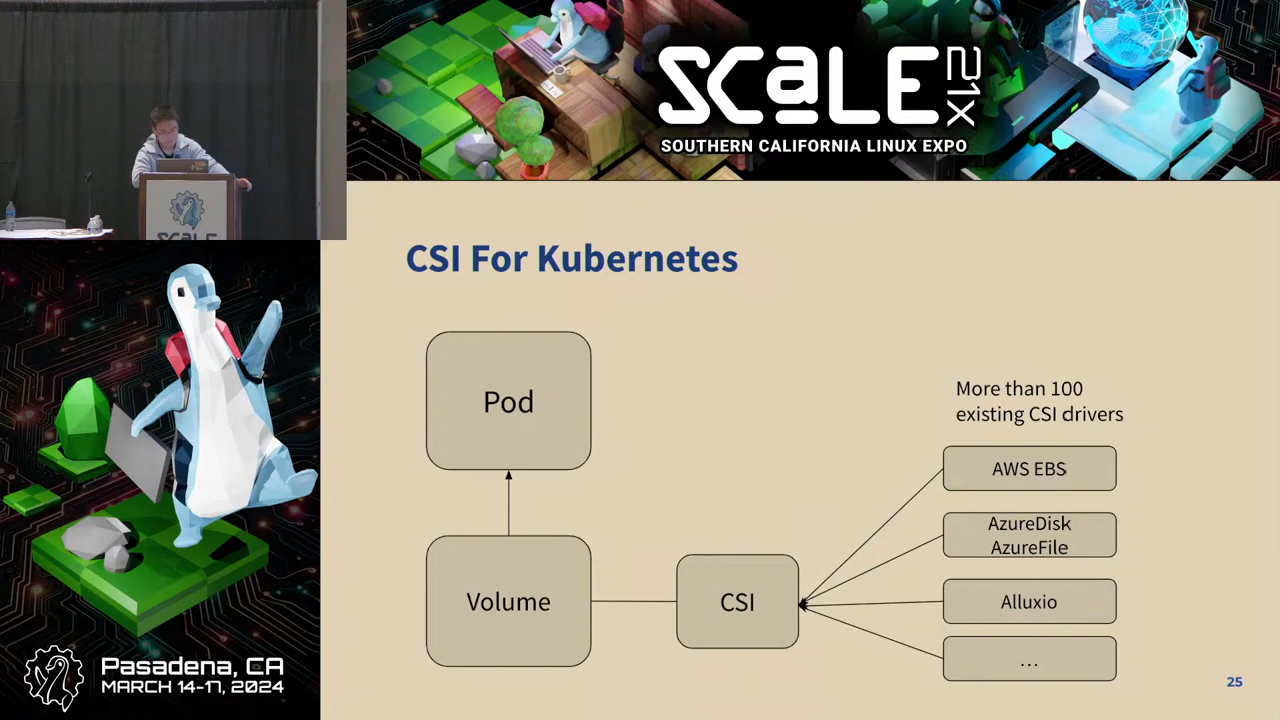 SCALE
21X
SOUTHERN CALIFORNIA LINUX EXPO
SCALE
CSI For Kubernetes
Pod
More than 100
existing CSI drivers
AWS EBS
AzureDisk
AzureFile
Volume
CSI
Alluxio
...
Pasadena, CA
MARCH 14-17, 2024
25